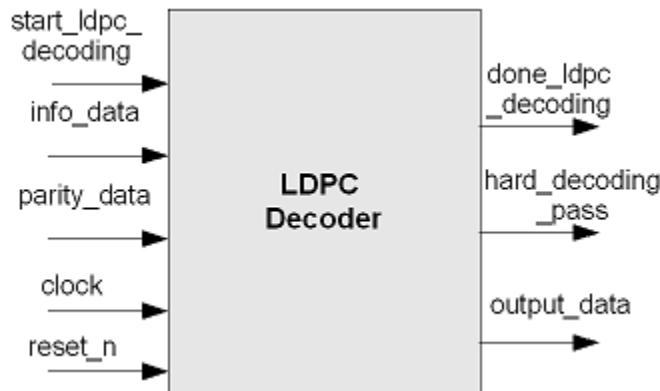 start_ldpc_
decoding
info_data
parity_data
clock
reset_n
LDPC
Decoder
done_ldpc
_decoding
hard_decoding
_pass
output_data